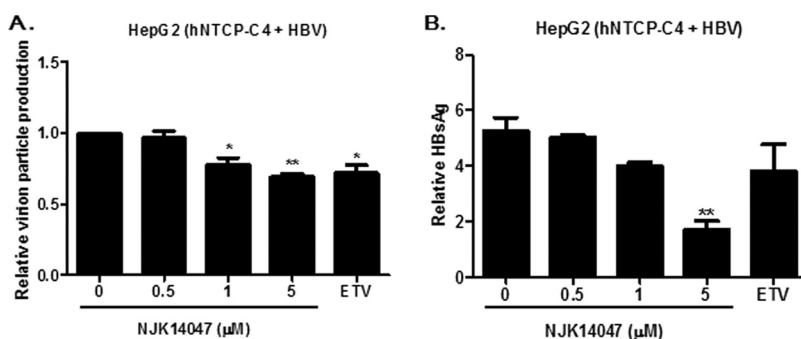 A.
HepG2 (hNTCP-C4 + HBV)
Relative virion particle production
1.5
1.0
0.5
0.0
*
**
*
0 0.5 1 5 ETV
NJK14047 (µM)
B.
HepG2 (hNTCP-C4 + HBV)
Relative HBsAg
8
6
4
2
0
**
0 0.5 1 5 ETV
NJK14047 (µM)